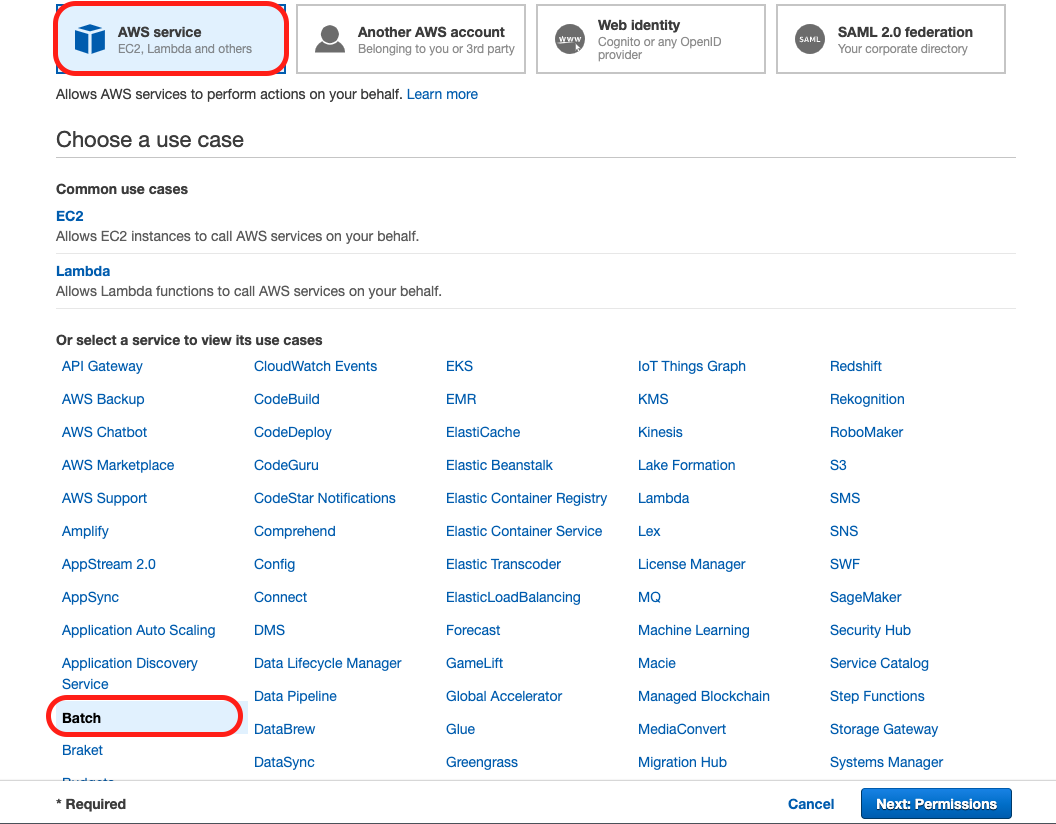 AWS service
EC2, Lambda and others
Another AWS account
Belonging to you or 3rd party
WWW
Web identity
Cognito or any OpenID
provider
SAML
SAML 2.0 federation
Your corporate directory
Allows AWS services to perform actions on your behalf. Learn more
Choose a use case
Common use cases
EC2
Allows EC2 instances to call AWS services on your behalf.
Lambda
Allows Lambda functions to call AWS services on your behalf.
Or select a service to view its use cases
API Gateway
AWS Backup
AWS Chatbot
AWS Marketplace
AWS Support
Amplify
AppStream 2.0
AppSync
Application Auto Scaling
Application Discovery
Service
Batch
Braket
Budgets
CloudWatch Events
CodeBuild
CodeDeploy
CodeGuru
CodeStar Notifications
Comprehend
Config
Connect
DMS
Data Lifecycle Manager
Data Pipeline
DataBrew
DataSync
EKS
EMR
ElastiCache
Elastic Beanstalk
Elastic Container Registry
Elastic Container Service
Elastic Transcoder
ElasticLoadBalancing
Forecast
GameLift
Global Accelerator
Glue
Greengrass
IoT Things Graph
KMS
Kinesis
Lake Formation
Lambda
Lex
License Manager
MQ
Machine Learning
Macie
Managed Blockchain
MediaConvert
Migration Hub
Redshift
Rekognition
RoboMaker
S3
SMS
SNS
SWF
SageMaker
Security Hub
Service Catalog
Step Functions
Storage Gateway
Systems Manager
* Required
Cancel
Next: Permissions